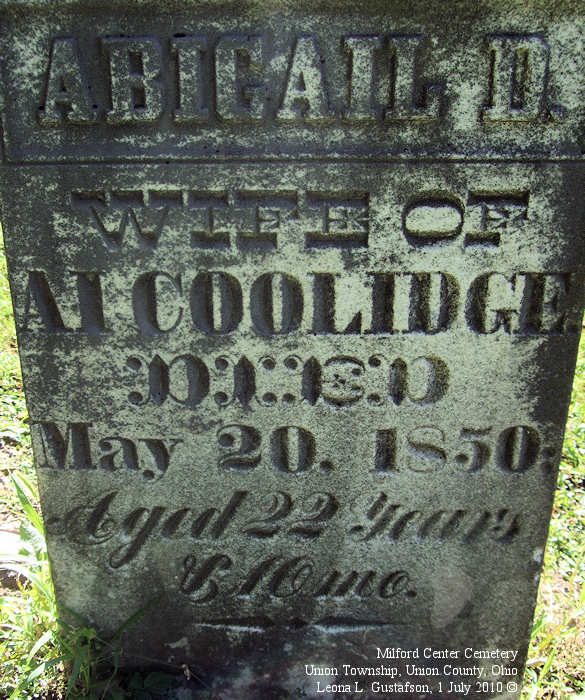 ABIGAIL D.
WIFE OF
AI COOLIDGE.
DIED
May 20. 1850;
Aged 22 Years
& 10 mo.
Milford Center Cemetery
Union Township, Union County, Ohio
Leona L. Gustafson, 1 July 2010 ©